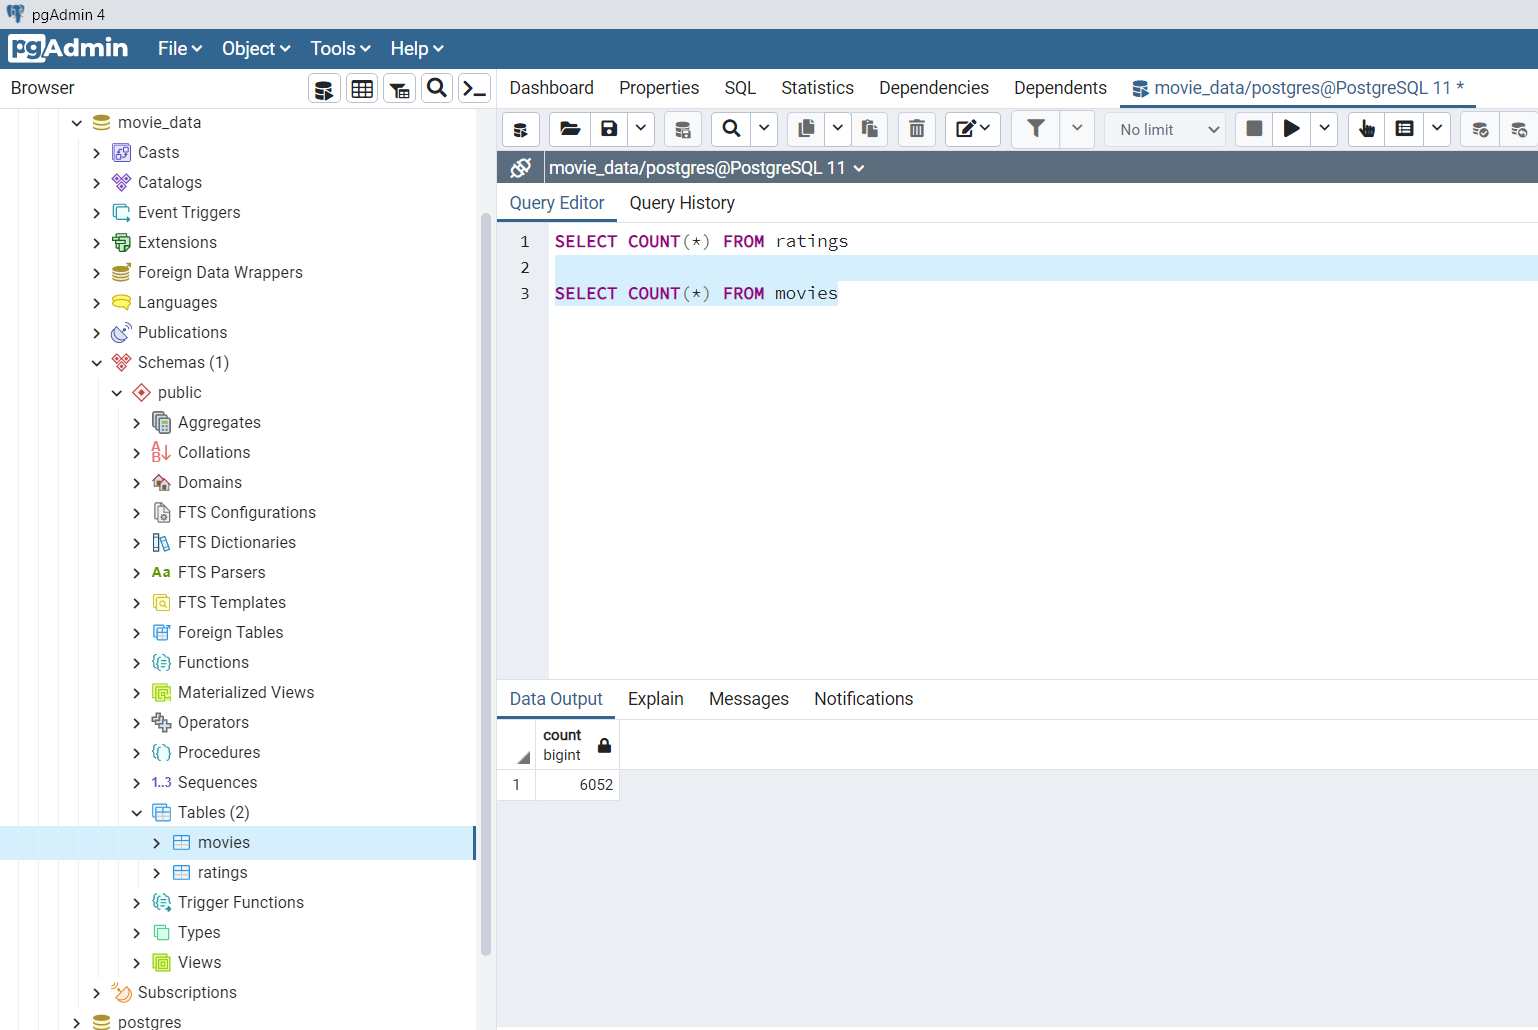 pgAdmin 4
pgAdmin File Object Tools Help
Browser
Dashboard Properties SQL Statistics Dependencies Dependents movie_data/postgres@PostgreSQL 11 *
No limit
movie_data/postgres@PostgreSQL 11
Query Editor Query History
1 SELECT COUNT(*) FROM ratings
2
3 SELECT COUNT(*) FROM movies
Data Output Explain Messages Notifications
count
bigint
1 6052
movie_data
Casts
Catalogs
Event Triggers
Extensions
Foreign Data Wrappers
Languages
Publications
Schemas (1)
public
Aggregates
Collations
Domains
FTS Configurations
FTS Dictionaries
Aa FTS Parsers
FTS Templates
Foreign Tables
Functions
Materialized Views
Operators
Procedures
1..3 Sequences
Tables (2)
movies
ratings
Trigger Functions
Types
Views
Subscriptions
postgres